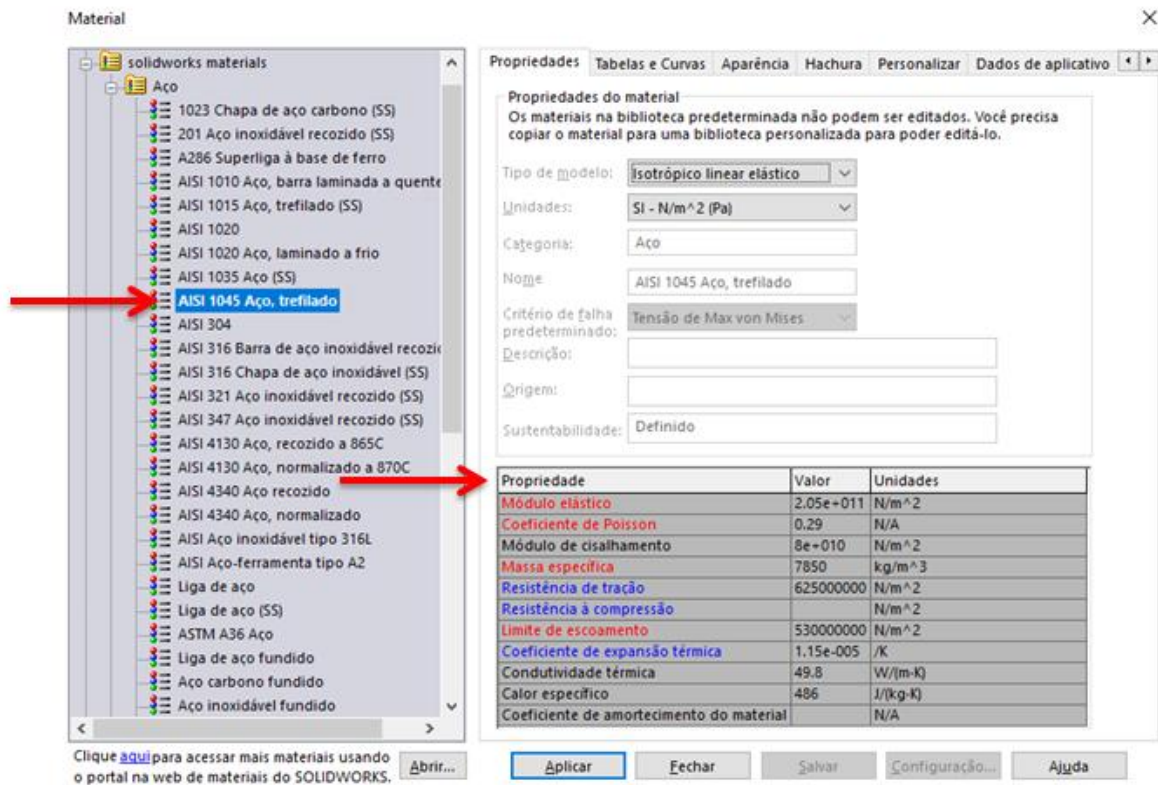 Material
solidworks materials
Aço
1023 Chapa de aço carbono (SS)
201 Aço inoxidável recozido (SS)
A286 Superliga à base de ferro
AISI 1010 Aço, barra laminada a quente
AISI 1015 Aço, trefilado (SS)
AISI 1020
AISI 1020 Aço, laminado a frio
AISI 1035 Aço (SS)
AISI 1045 Aço, trefilado
AISI 304
AISI 316 Barra de aço inoxidável recozi
AISI 316 Chapa de aço inoxidável (SS)
AISI 321 Aço inoxidável recozido (SS)
AISI 347 Aço inoxidável recozido (SS)
AISI 4130 Aço, recozido a 865C
AISI 4130 Aço, normalizado a 870C
AISI 4340 Aço recozido
AISI 4340 Aço, normalizado
AISI Aço inoxidável tipo 316L
AISI Aço-ferramenta tipo A2
Liga de aço
Liga de aço (SS)
ASTM A36 Aço
Liga de aço fundido
Aço carbono fundido
Aço inoxidável fundido
Clique aqui para acessar mais materiais usando
o portal na web de materiais do SOLIDWORKS.
Abrir...
Propriedades Tabelas e Curvas Aparência Hachura Personalizar Dados de aplicativo
Propriedades do material
Os materiais na biblioteca predeterminada não podem ser editados. Você precisa
copiar o material para uma biblioteca personalizada para poder editá-lo.
Tipo de modelo: Isotrópico linear elástico
Unidades: SI - N/m^2 (Pa)
Categoria: Aço
Nome AISI 1045 Aço, trefilado
Critério de falha
predeterminado: Tensão de Max von Mises
Descrição:
Origem:
Sustentabilidade: Definido
Propriedade Valor Unidades
Módulo elástico 2.05e+011 N/m^2
Coeficiente de Poisson 0.29 N/A
Módulo de cisalhamento 8e+010 N/m^2
Massa específica 7850 kg/m^3
Resistência de tração 625000000 N/m^2
Resistência à compressão N/m^2
Limite de escoamento 530000000 N/m^2
Coeficiente de expansão térmica 1.15e-005 /K
Condutividade térmica 49.8 W/(m·K)
Calor específico 486 J/(kg·K)
Coeficiente de amortecimento do material N/A
Aplicar Fechar Salvar Configuração... Ajuda